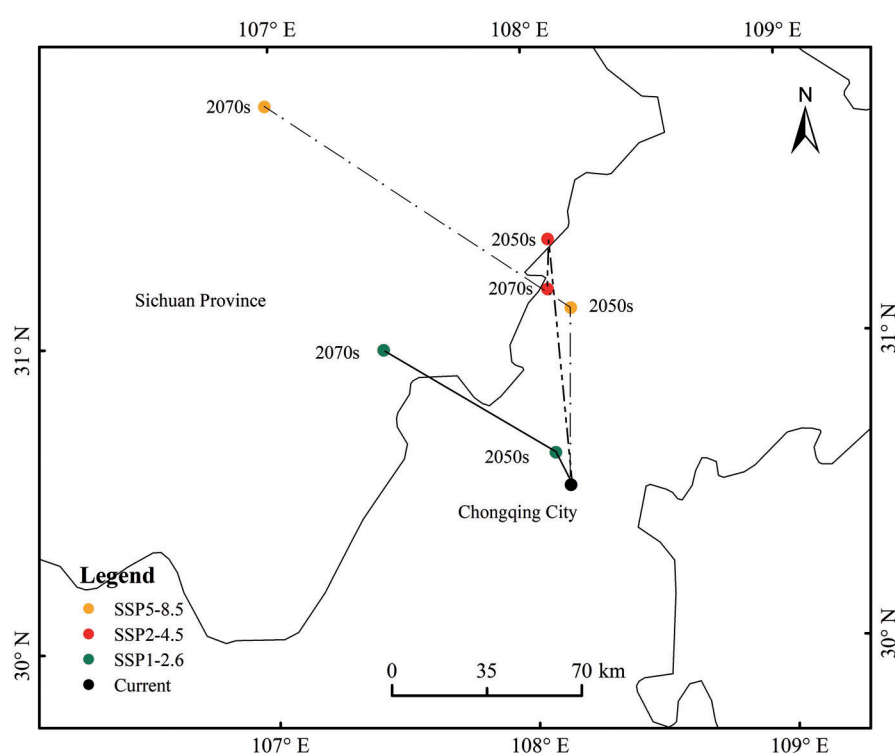 107° E 108° E 109° E
N
2070s
2050s
2070s
2050s
Sichuan Province
31° N
31° N
2070s
2050s
Chongqing City
Legend
SSP5-8.5
SSP2-4.5
SSP1-2.6
Current
0 35 70 km
30° N
30° N
107° E 108° E 109° E